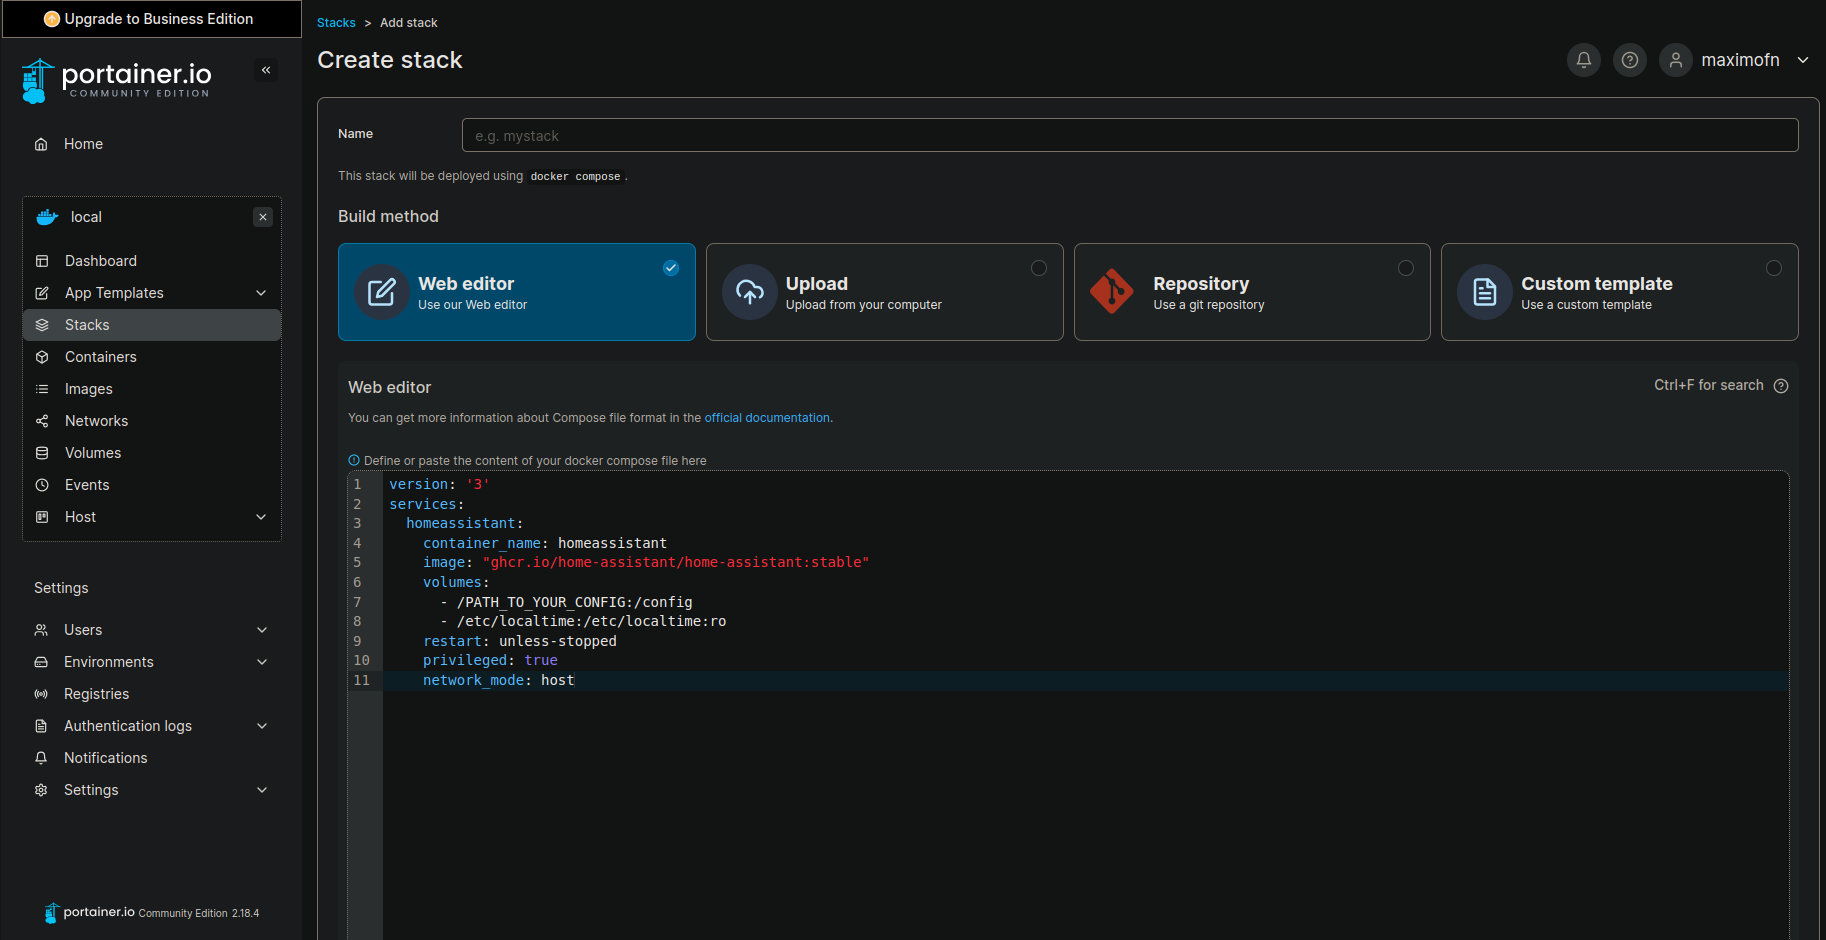 Upgrade to Business Edition
portainer.io
COMMUNITY EDITION
Home
local
Dashboard
App Templates
Stacks
Containers
Images
Networks
Volumes
Events
Host
Settings
Users
Environments
Registries
Authentication logs
Notifications
Settings
portainer.io Community Edition 2.18.4
Stacks > Add stack
Create stack
maximofn
Name
e.g. mystack
This stack will be deployed using docker compose.
Build method
Web editor
Use our Web editor
Upload
Upload from your computer
Repository
Use a git repository
Custom template
Use a custom template
Web editor
Ctrl+F for search
You can get more information about Compose file format in the official documentation.
Define or paste the content of your docker compose file here
1 version: '3'
2 services:
3   homeassistant:
4     container_name: homeassistant
5     image: "ghcr.io/home-assistant/home-assistant:stable"
6     volumes:
7       - /PATH_TO_YOUR_CONFIG:/config
8       - /etc/localtime:/etc/localtime:ro
9     restart: unless-stopped
10     privileged: true
11     network_mode: host